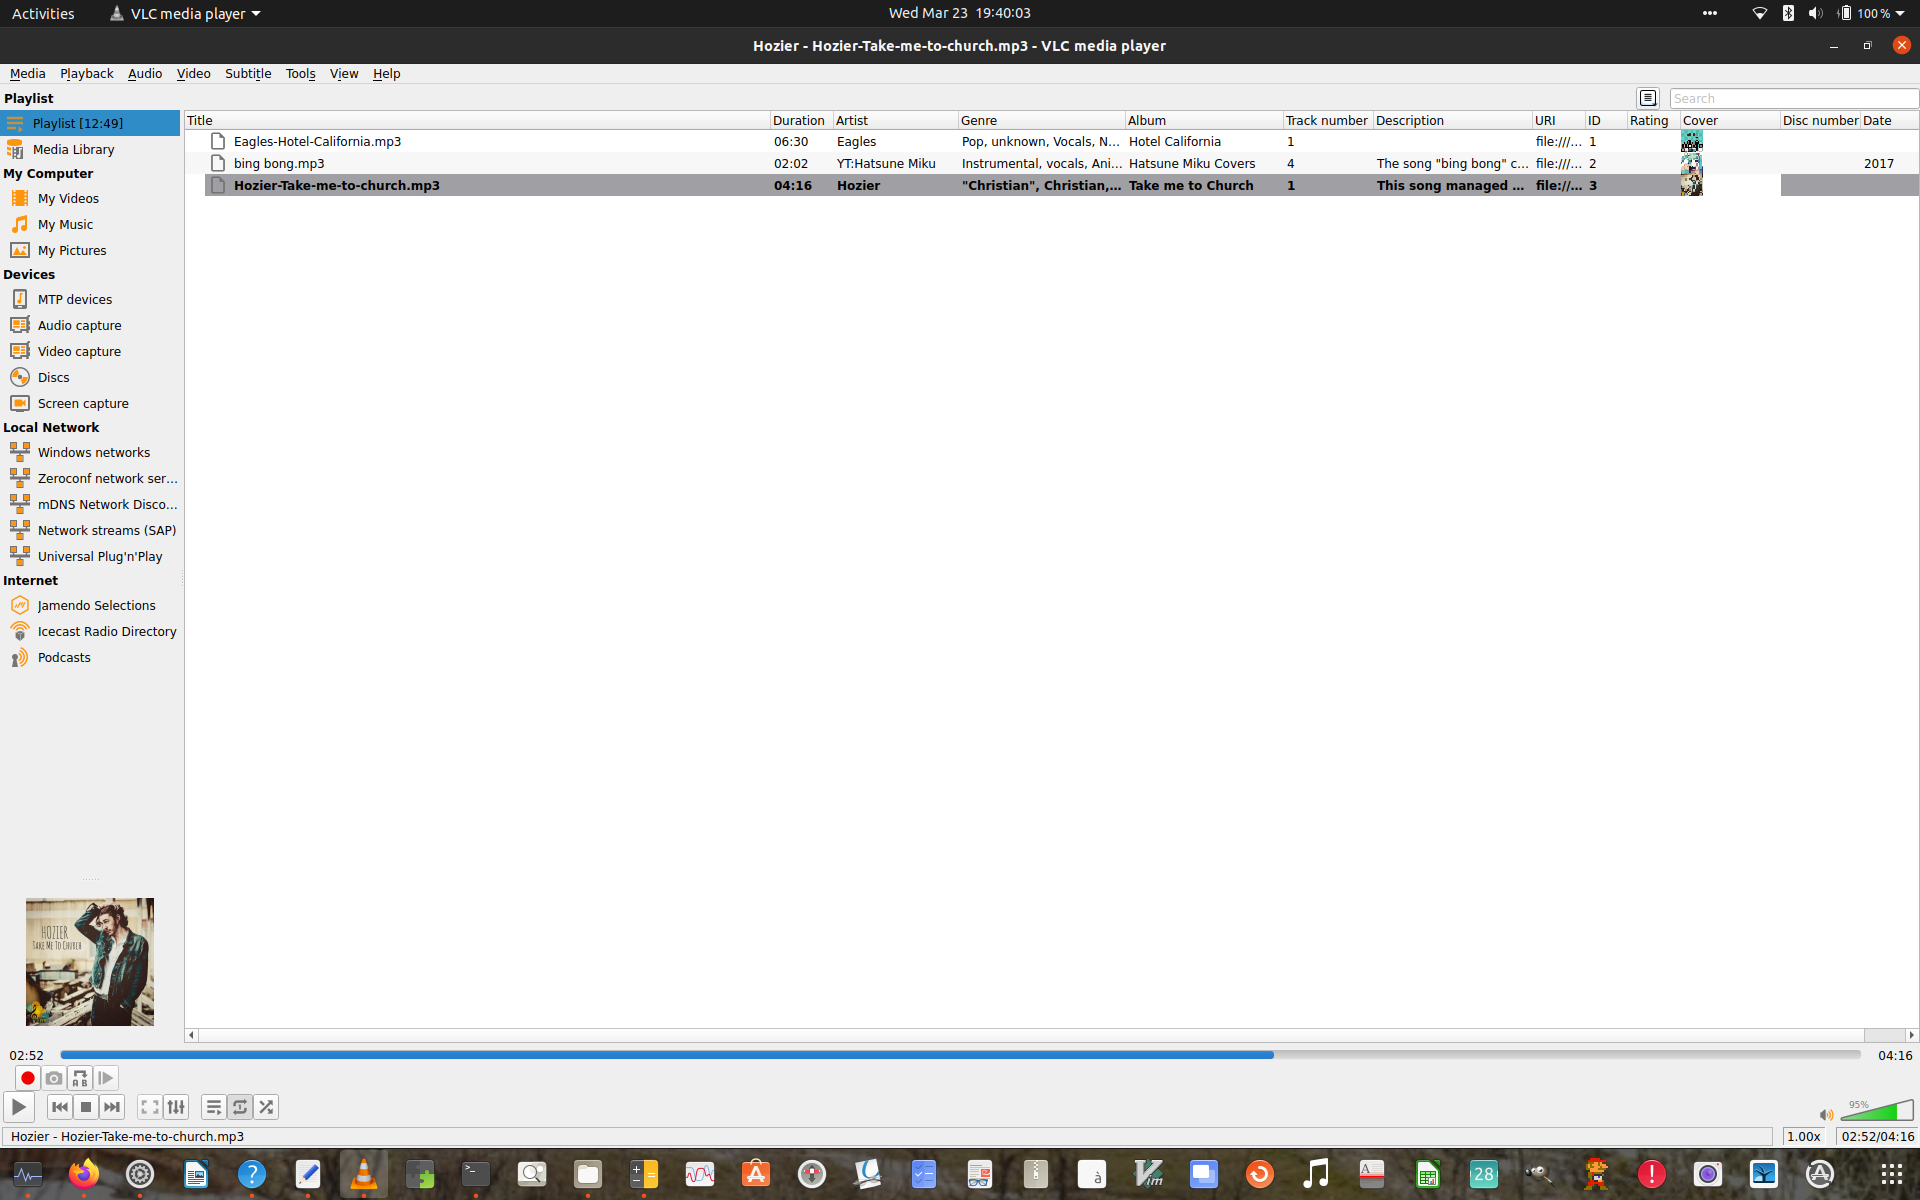 Activities
VLC media player
Wed Mar 23  19:40:03
100 %
Hozier - Hozier-Take-me-to-church.mp3 - VLC media player
Media Playback Audio Video Subtitle Tools View Help
Playlist
Search
Playlist [12:49]
Media Library
My Computer
My Videos
My Music
My Pictures
Devices
MTP devices
Audio capture
Video capture
Discs
Screen capture
Local Network
Windows networks
Zeroconf network ser...
mDNS Network Disco...
Network streams (SAP)
Universal Plug'n'Play
Internet
Jamendo Selections
Icecast Radio Directory
Podcasts
Title Duration Artist Genre Album Track number Description URI ID Rating Cover Disc number Date
Eagles-Hotel-California.mp3 06:30 Eagles Pop, unknown, Vocals, N... Hotel California 1 file:///... 1
bing bong.mp3 02:02 YT:Hatsune Miku Instrumental, vocals, Ani... Hatsune Miku Covers 4 The song "bing bong" c... file:///... 2 2017
Hozier-Take-me-to-church.mp3 04:16 Hozier "Christian", Christian,... Take me to Church 1 This song managed ... file://... 3
HOZIER
TAKE ME TO CHURCH
02:52
04:16
A B
95%
Hozier - Hozier-Take-me-to-church.mp3
1.00x
02:52/04:16
?
>_
à
Vim
A
28
!